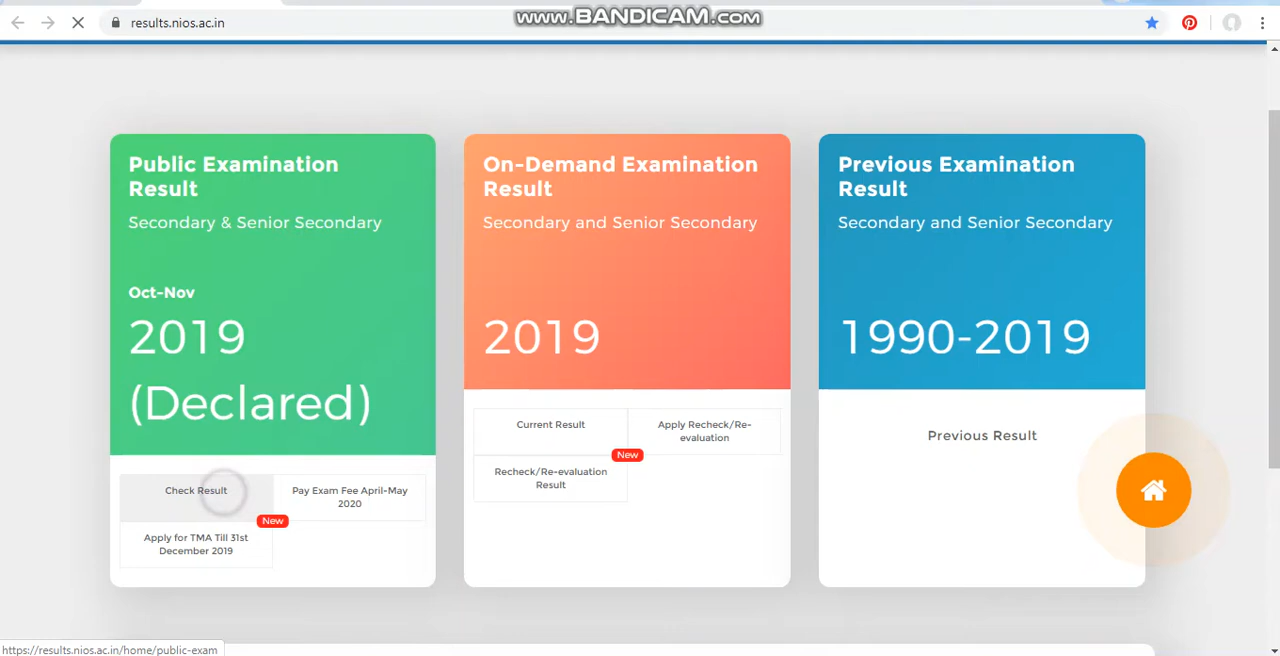 results.nios.ac.in
www.BANDICAM.com
Public Examination
Result
Secondary & Senior Secondary
Oct-Nov
2019
(Declared)
Check Result
Pay Exam Fee April-May
2020
New
Apply for TMA Till 31st
December 2019
On-Demand Examination
Result
Secondary and Senior Secondary
2019
Current Result
Apply Recheck/Re-
evaluation
New
Recheck/Re-evaluation
Result
Previous Examination
Result
Secondary and Senior Secondary
1990-2019
Previous Result
https://results.nios.ac.in/home/public-exam